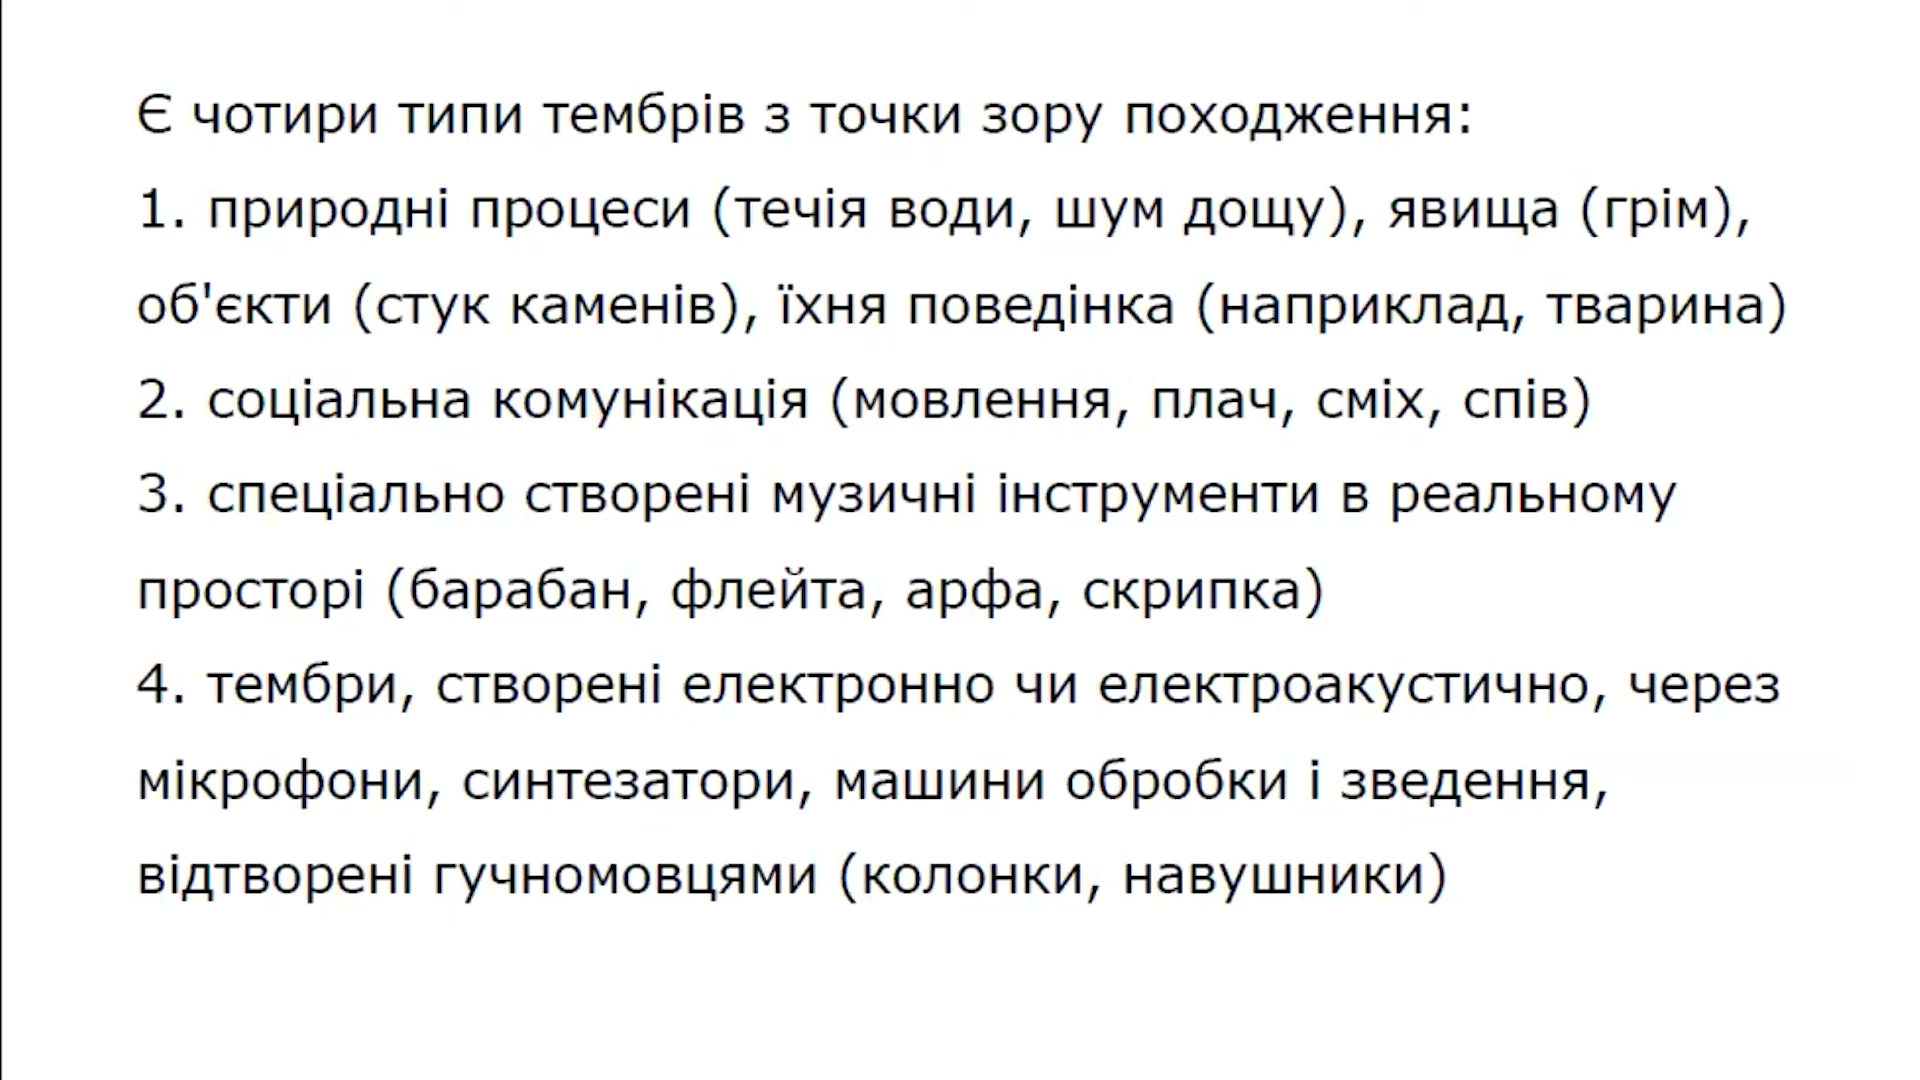 Є чотири типи тембрів з точки зору походження:
1. природні процеси (течія води, шум дощу), явища (грім),
об'єкти (стук каменів), їхня поведінка (наприклад, тварина)
2. соціальна комунікація (мовлення, плач, сміх, спів)
3. спеціально створені музичні інструменти в реальному
просторі (барабан, флейта, арфа, скрипка)
4. тембри, створені електронно чи електроакустично, через
мікрофони, синтезатори, машини обробки і зведення,
відтворені гучномовцями (колонки, навушники)